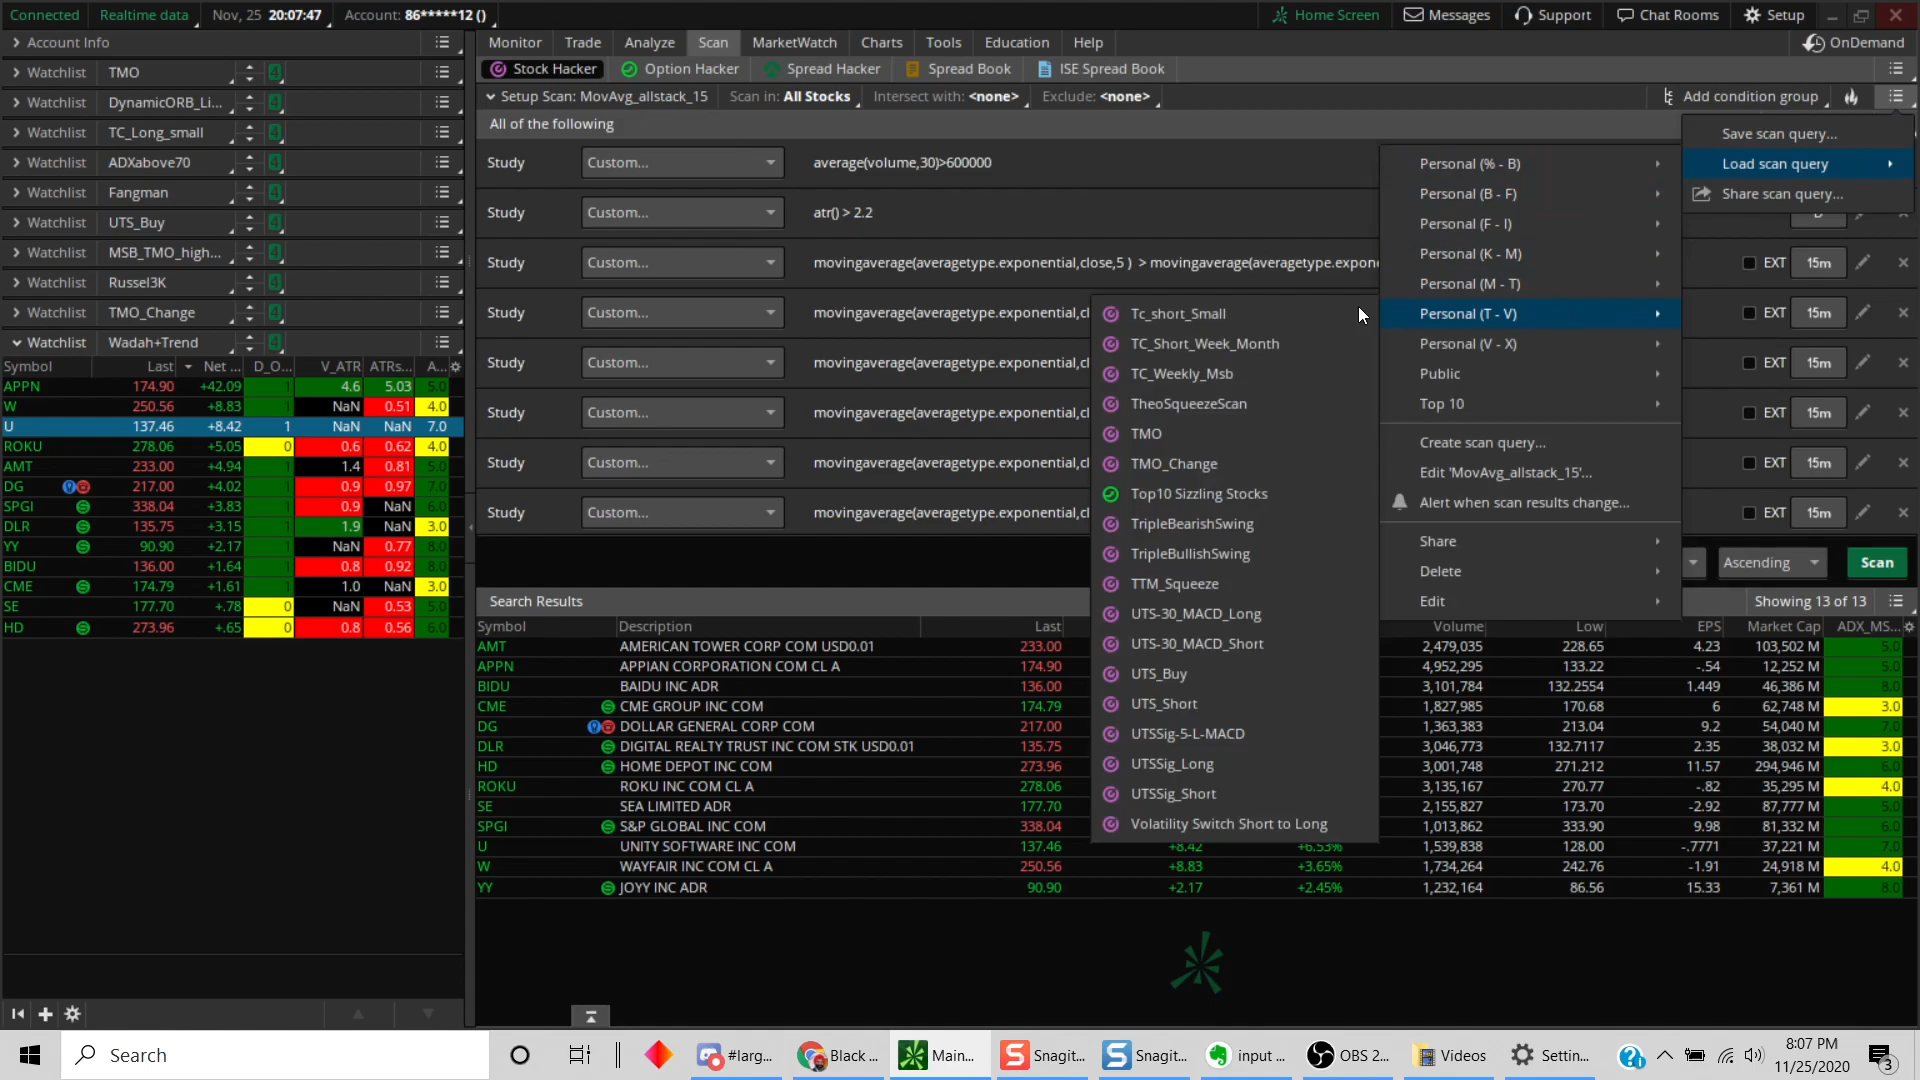 Connected Realtime data Nov, 25 20:07:47 Account: 86*****12 () Home Screen Messages Support Chat Rooms Setup
Account Info
Monitor Trade Analyze Scan MarketWatch Charts Tools Education Help OnDemand
Watchlist TMO
Stock Hacker Option Hacker Spread Hacker Spread Book ISE Spread Book
Watchlist DynamicORB_Li...
Setup Scan: MovAvg_allstack_15 Scan in: All Stocks Intersect with: <none> Exclude: <none> Add condition group
Watchlist TC_Long_small
All of the following
Watchlist ADXabove70
Watchlist Fangman
Watchlist UTS_Buy
Watchlist MSB_TMO_high...
Watchlist Russel3K
Watchlist TMO_Change
Watchlist Wadah+Trend
Symbol Last Net ... D_O... V_ATR ATRs... A...
APPN 174.90 +42.09 1 4.6 5.03 5.0
W 250.56 +8.83 1 NaN 0.51 4.0
U 137.46 +8.42 1 NaN NaN 7.0
ROKU 278.06 +5.05 0 0.6 0.62 4.0
AMT 233.00 +4.94 1 1.4 0.81 5.0
DG 217.00 +4.02 1 0.9 0.97 7.0
SPGI 338.04 +3.83 1 0.9 NaN 6.0
DLR 135.75 +3.15 1 1.9 NaN 3.0
YY 90.90 +2.17 1 NaN 0.77 8.0
BIDU 136.00 +1.64 1 0.8 0.92 8.0
CME 174.79 +1.61 1 1.0 NaN 3.0
SE 177.70 +.78 0 NaN 0.53 5.0
HD 273.96 +.65 0 0.8 0.56 6.0
Study Custom... average(volume,30)>600000
Study Custom... atr() > 2.2
Study Custom... movingaverage(averagetype.exponential,close,5 ) > movingaverage(averagetype.expone EXT 15m
Study Custom... movingaverage(averagetype.exponential,cl EXT 15m
Study Custom... movingaverage(averagetype.exponential,cl EXT 15m
Study Custom... movingaverage(averagetype.exponential,cl EXT 15m
Study Custom... movingaverage(averagetype.exponential,cl EXT 15m
Study Custom... movingaverage(averagetype.exponential,cl EXT 15m
Save scan query...
Load scan query
Share scan query...
Personal (% - B)
Personal (B - F)
Personal (F - I)
Personal (K - M)
Personal (M - T)
Personal (T - V)
Personal (V - X)
Public
Top 10
Create scan query...
Edit 'MovAvg_allstack_15'...
Alert when scan results change...
Share
Delete
Edit
Tc_short_Small
TC_Short_Week_Month
TC_Weekly_Msb
TheoSqueezeScan
TMO
TMO_Change
Top10 Sizzling Stocks
TripleBearishSwing
TripleBullishSwing
TTM_Squeeze
UTS-30_MACD_Long
UTS-30_MACD_Short
UTS_Buy
UTS_Short
UTSSig-5-L-MACD
UTSSig_Long
UTSSig_Short
Volatility Switch Short to Long
Ascending Scan
Search Results Showing 13 of 13
Symbol Description Last Volume Low EPS Market Cap ADX_MS...
AMT AMERICAN TOWER CORP COM USD0.01 233.00 2,479,035 228.65 4.23 103,502 M 5.0
APPN APPIAN CORPORATION COM CL A 174.90 4,952,295 133.22 -.54 12,252 M 5.0
BIDU BAIDU INC ADR 136.00 3,101,784 132.2554 1.449 46,386 M 8.0
CME CME GROUP INC COM 174.79 1,827,985 170.68 6 62,748 M 3.0
DG DOLLAR GENERAL CORP COM 217.00 1,363,383 213.04 9.2 54,040 M 7.0
DLR DIGITAL REALTY TRUST INC COM STK USD0.01 135.75 3,046,773 132.7117 2.35 38,032 M 3.0
HD HOME DEPOT INC COM 273.96 3,001,748 271.212 11.57 294,946 M 6.0
ROKU ROKU INC COM CL A 278.06 3,135,167 270.77 -.82 35,295 M 4.0
SE SEA LIMITED ADR 177.70 2,155,827 173.70 -2.92 87,777 M 5.0
SPGI S&P GLOBAL INC COM 338.04 1,013,862 333.90 9.98 81,332 M 6.0
U UNITY SOFTWARE INC COM 137.46 +8.42 +6.53% 1,539,838 128.00 -.7771 37,221 M 7.0
W WAYFAIR INC COM CL A 250.56 +8.83 +3.65% 1,734,264 242.76 -1.91 24,918 M 4.0
YY JOYY INC ADR 90.90 +2.17 +2.45% 1,232,164 86.56 15.33 7,361 M 8.0
Search #larg... Black ... Main... Snagit... Snagit... input ... OBS 2... Videos Settin... 8:07 PM
11/25/2020 3